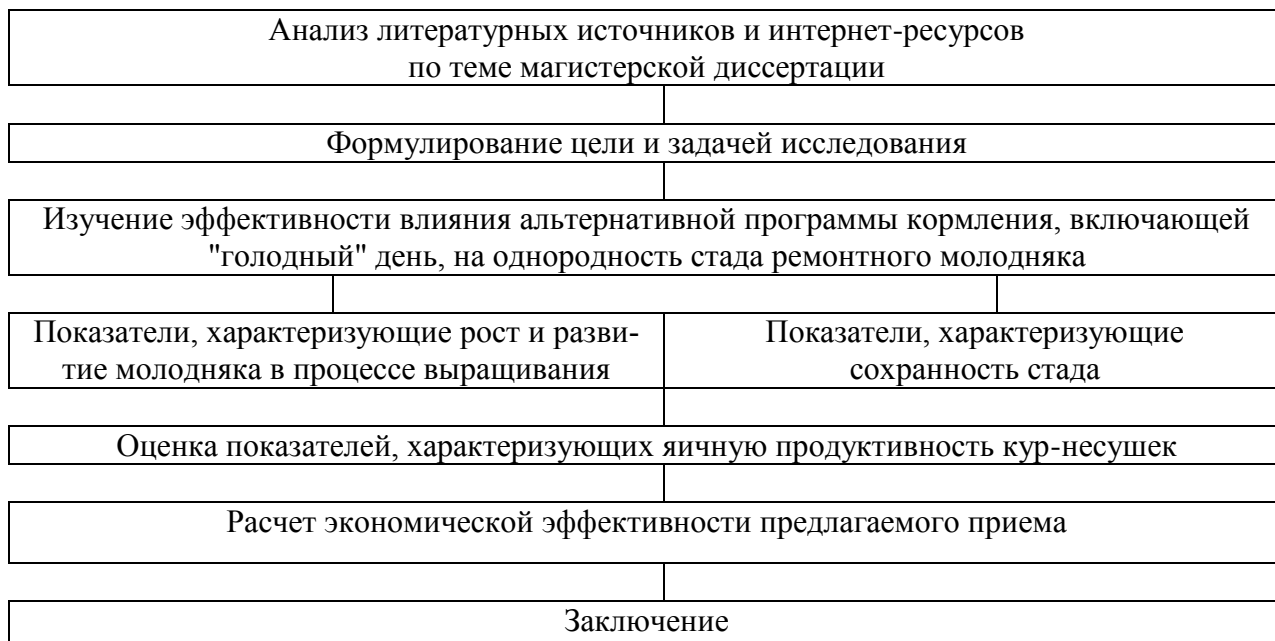 Анализ литературных источников и интернет-ресурсов
по теме магистерской диссертации
Формулирование цели и задачей исследования
Изучение эффективности влияния альтернативной программы кормления, включающей
"голодный" день, на однородность стада ремонтного молодняка
Показатели, характеризующие рост и разви-
тие молодняка в процессе выращивания
Показатели, характеризующие
сохранность стада
Оценка показателей, характеризующих яичную продуктивность кур-несушек
Расчет экономической эффективности предлагаемого приема
Заключение